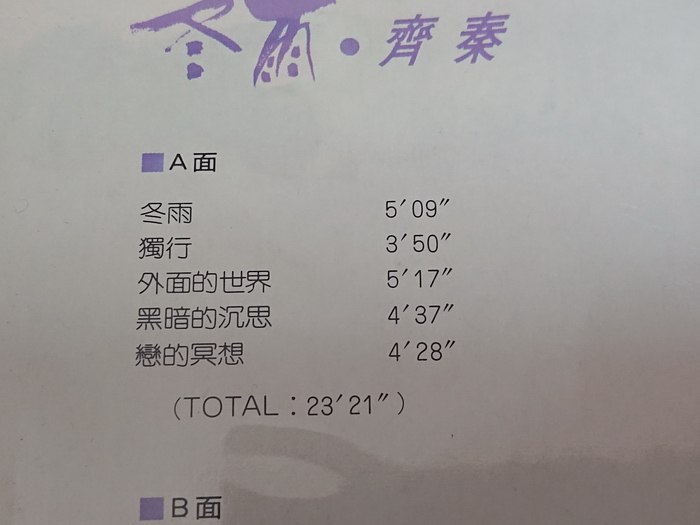 冬雨•齊秦
■A面
冬雨 5′09″
獨行 3′50″
外面的世界 5′17″
黑暗的沉思 4′37″
戀的冥想 4′28″
(TOTAL：23′21″)
■B面